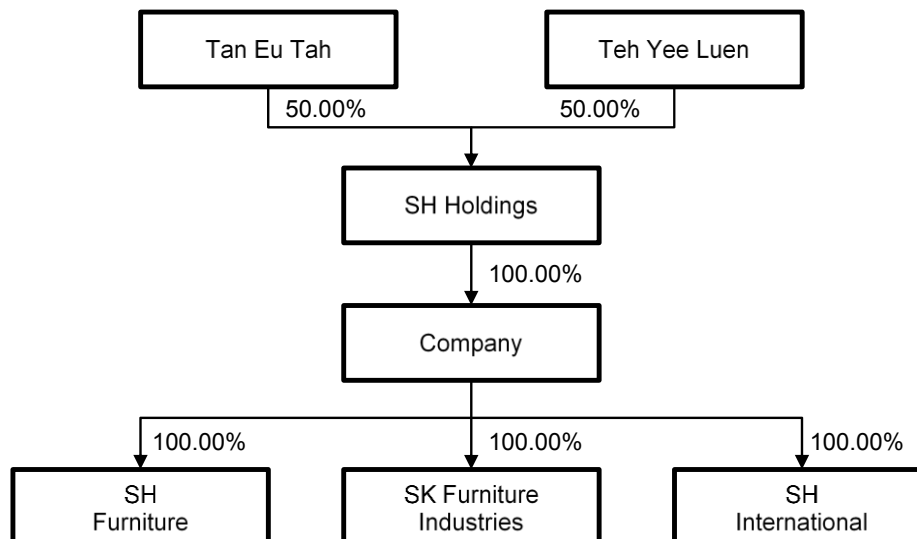 Tan Eu Tah
Teh Yee Luen
50.00%
50.00%
SH Holdings
100.00%
Company
100.00%
100.00%
100.00%
SH
Furniture
SK Furniture
Industries
SH
International